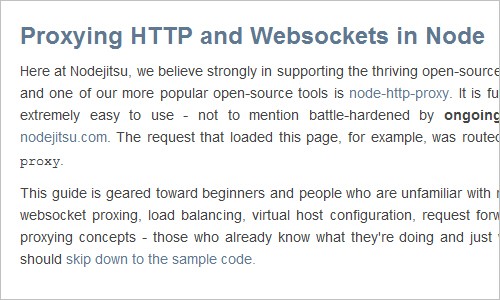 Proxying HTTP and Websockets in Node
Here at Nodejitsu, we believe strongly in supporting the thriving open-source
and one of our more popular open-source tools is node-http-proxy. It is
extremely easy to use - not to mention battle-hardened by ongoing
nodejitsu.com. The request that loaded this page, for example, was routed
proxy.
This guide is geared toward beginners and people who are unfamiliar with
websocket proxing, load balancing, virtual host configuration, request
proxying concepts - those who already know what they're doing and just
should skip down to the sample code.